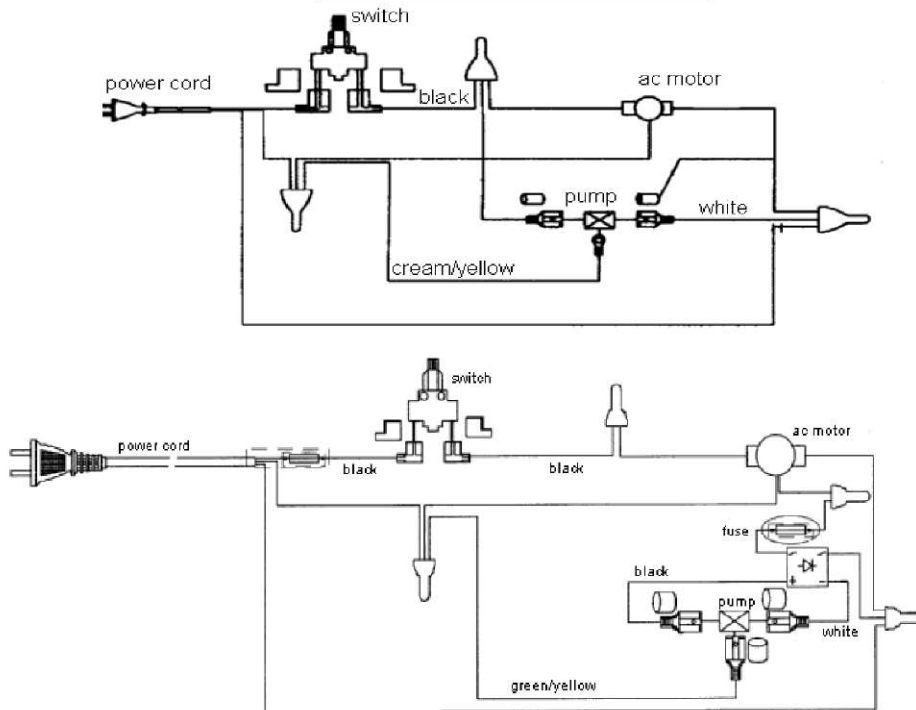 switch
power cord
ac motor
black
pump
white
cream/yellow
switch
power cord
ac motor
black
black
fuse
black
+
-
pump
white
green/yellow